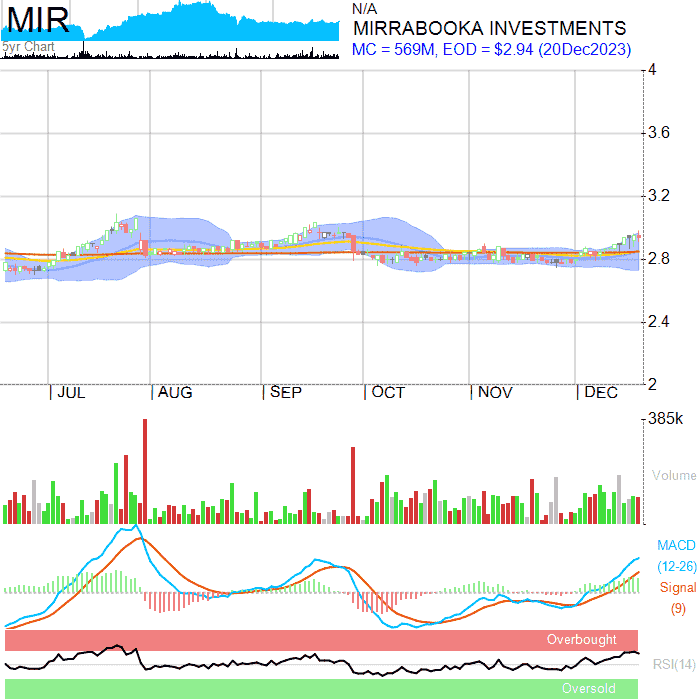 MIR
5yr Chart
N/A
MIRRABOOKA INVESTMENTS
MC = 569M, EOD = $2.94 (20Dec2023)
4
3.6
3.2
2.8
2.4
2
JUL AUG SEP OCT NOV DEC
385k
Volume
MACD
(12-26)
Signal
(9)
Overbought
RSI(14)
Oversold